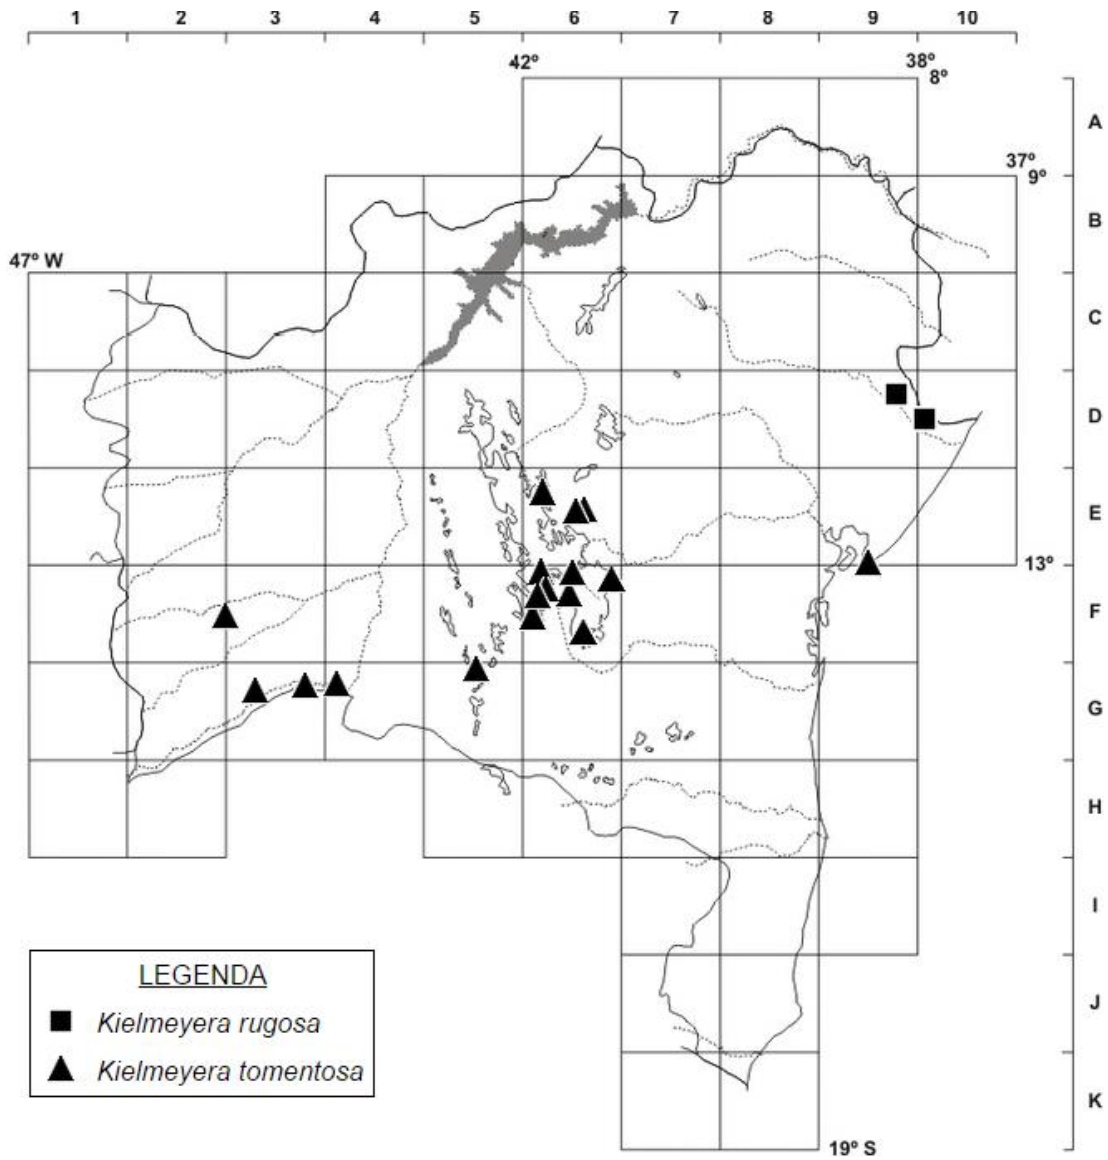 1 2 3 4 5 6 7 8 9 10
42º 38º
8º
A
37º
9º
B
47º W
C
D
E
13º
F
G
H
I
LEGENDA
J
Kielmeyera rugosa
Kielmeyera tomentosa
K
19º S